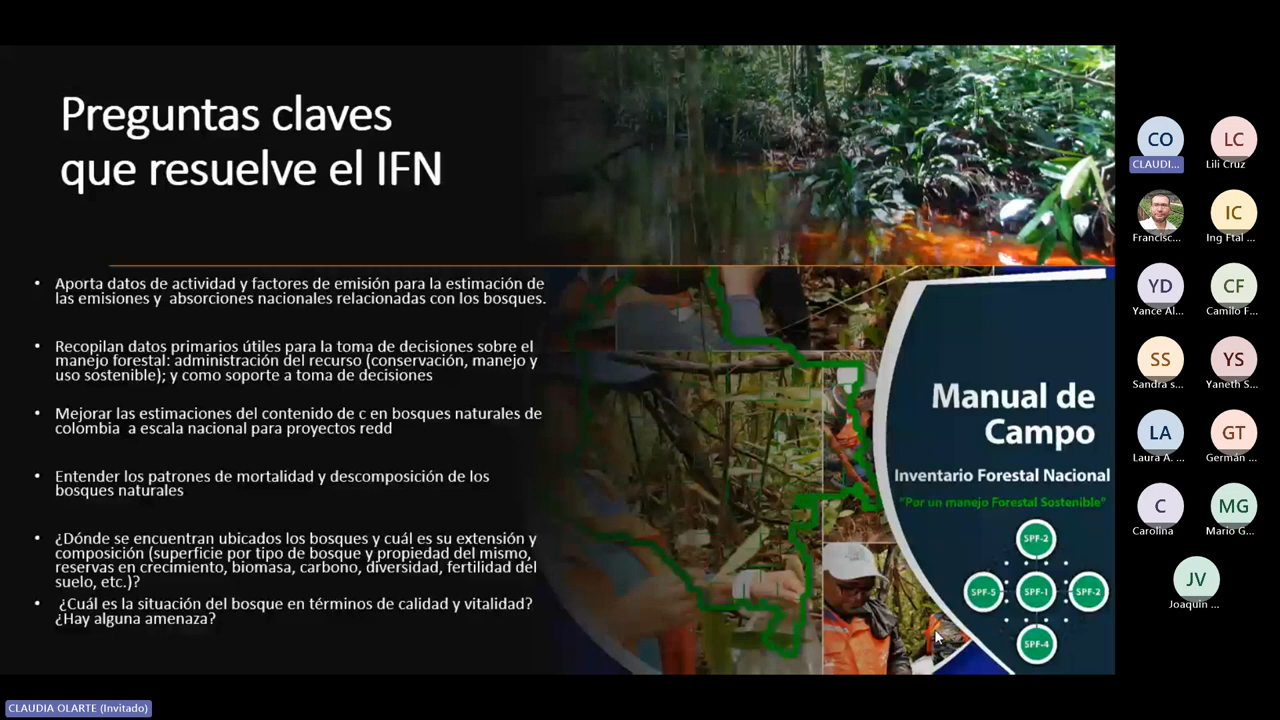 Preguntas claves
que resuelve el IFN
• Aporta datos de actividad y factores de emisión para la estimación de
las emisiones y absorciones nacionales relacionadas con los bosques.
• Recopilan datos primarios útiles para la toma de decisiones sobre el
manejo forestal: administración del recurso (conservación, manejo y
uso sostenible); y como soporte a toma de decisiones
• Mejorar las estimaciones del contenido de c en bosques naturales de
colombia a escala nacional para proyectos redd
• Entender los patrones de mortalidad y descomposición de los
bosques naturales
• ¿Dónde se encuentran ubicados los bosques y cuál es su extensión y
composición (superficie por tipo de bosque y propiedad del mismo,
reservas en crecimiento, biomasa, carbono, diversidad, fertilidad del
suelo, etc.)?
• ¿Cuál es la situación del bosque en términos de calidad y vitalidad?
¿Hay alguna amenaza?
Manual de
Campo
Inventario Forestal Nacional
"Por un manejo Forestal Sostenible"
SPF-2
SPF-5 SPF-1 SPF-2
SPF-4
CO LC
CLAUDI... Lili Cruz
IC
Francisc... Ing Ftal ...
YD CF
Yance Al... Camilo F...
SS YS
Sandra s... Yaneth S...
LA GT
Laura A. ... Germán ...
C MG
Carolina Mario G...
JV
Joaquin ...
CLAUDIA OLARTE (Invitado)